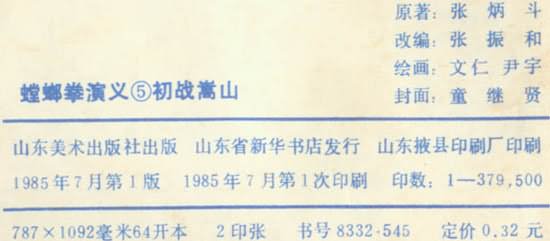 原著：张炳斗
改编：张振和
绘画：文仁 尹宇
封面：童继贤
螳螂拳演义⑤初战嵩山
山东美术出版社出版 山东省新华书店发行 山东掖县印刷厂印刷
1985年7月第1版 1985年7月第1次印刷 印数：1—379,500
787×1092毫米64开本 2印张 书号8332·545 定价0.32元